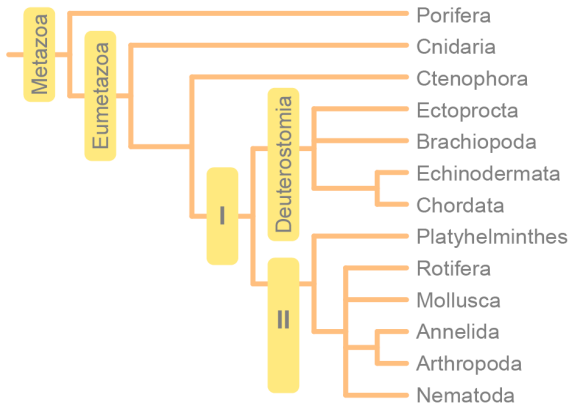 Metazoa
Eumetazoa
I
Deuterostomia
II
Porifera
Cnidaria
Ctenophora
Ectoprocta
Brachiopoda
Echinodermata
Chordata
Platyhelminthes
Rotifera
Mollusca
Annelida
Arthropoda
Nematoda